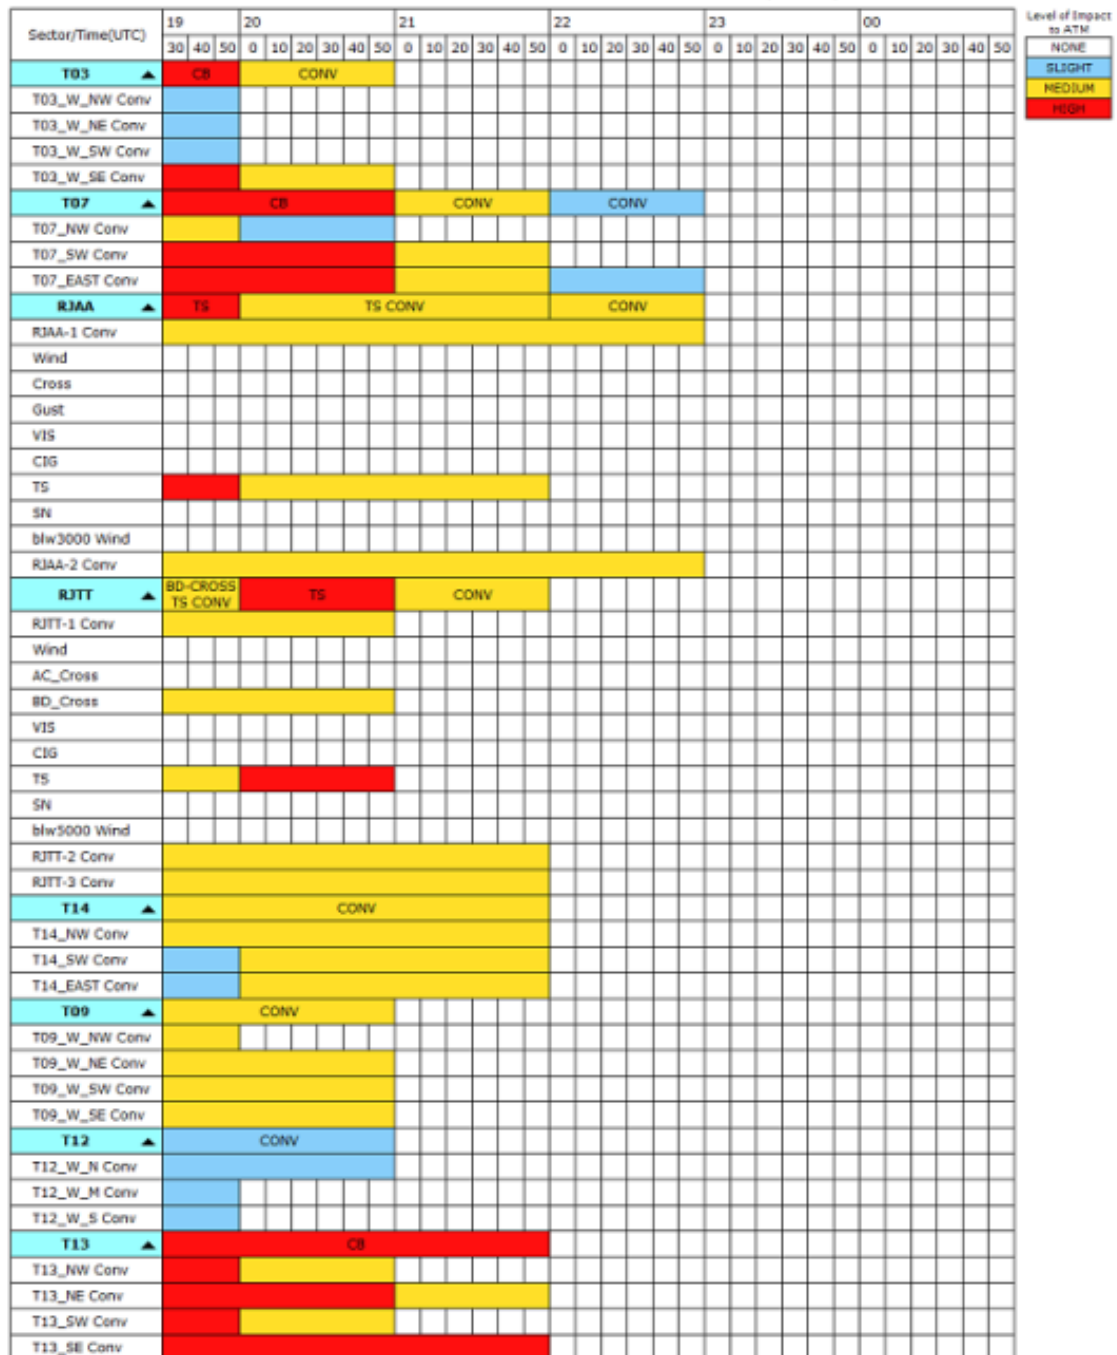 Sector/Time(UTC) 19 20 21 22 23 00
30 40 50 0 10 20 30 40 50 0 10 20 30 40 50 0 10 20 30 40 50 0 10 20 30 40 50 0 10 20 30 40 50
Level of Impact
to ATM
NONE
SLIGHT
MEDIUM
HIGH
T03 ▲ CB CONV
T03_W_NW Conv
T03_W_NE Conv
T03_W_SW Conv
T03_W_SE Conv
T07 ▲ CB CONV CONV
T07_NW Conv
T07_SW Conv
T07_EAST Conv
RJAA ▲ TS TS CONV CONV
RJAA-1 Conv
Wind
Cross
Gust
VIS
CIG
TS
SN
blw3000 Wind
RJAA-2 Conv
RJTT ▲ BD-CROSS TS CONV TS CONV
RJTT-1 Conv
Wind
AC_Cross
BD_Cross
VIS
CIG
TS
SN
blw5000 Wind
RJTT-2 Conv
RJTT-3 Conv
T14 ▲ CONV
T14_NW Conv
T14_SW Conv
T14_EAST Conv
T09 ▲ CONV
T09_W_NW Conv
T09_W_NE Conv
T09_W_SW Conv
T09_W_SE Conv
T12 ▲ CONV
T12_W_N Conv
T12_W_M Conv
T12_W_S Conv
T13 ▲ CB
T13_NW Conv
T13_NE Conv
T13_SW Conv
T13_SE Conv